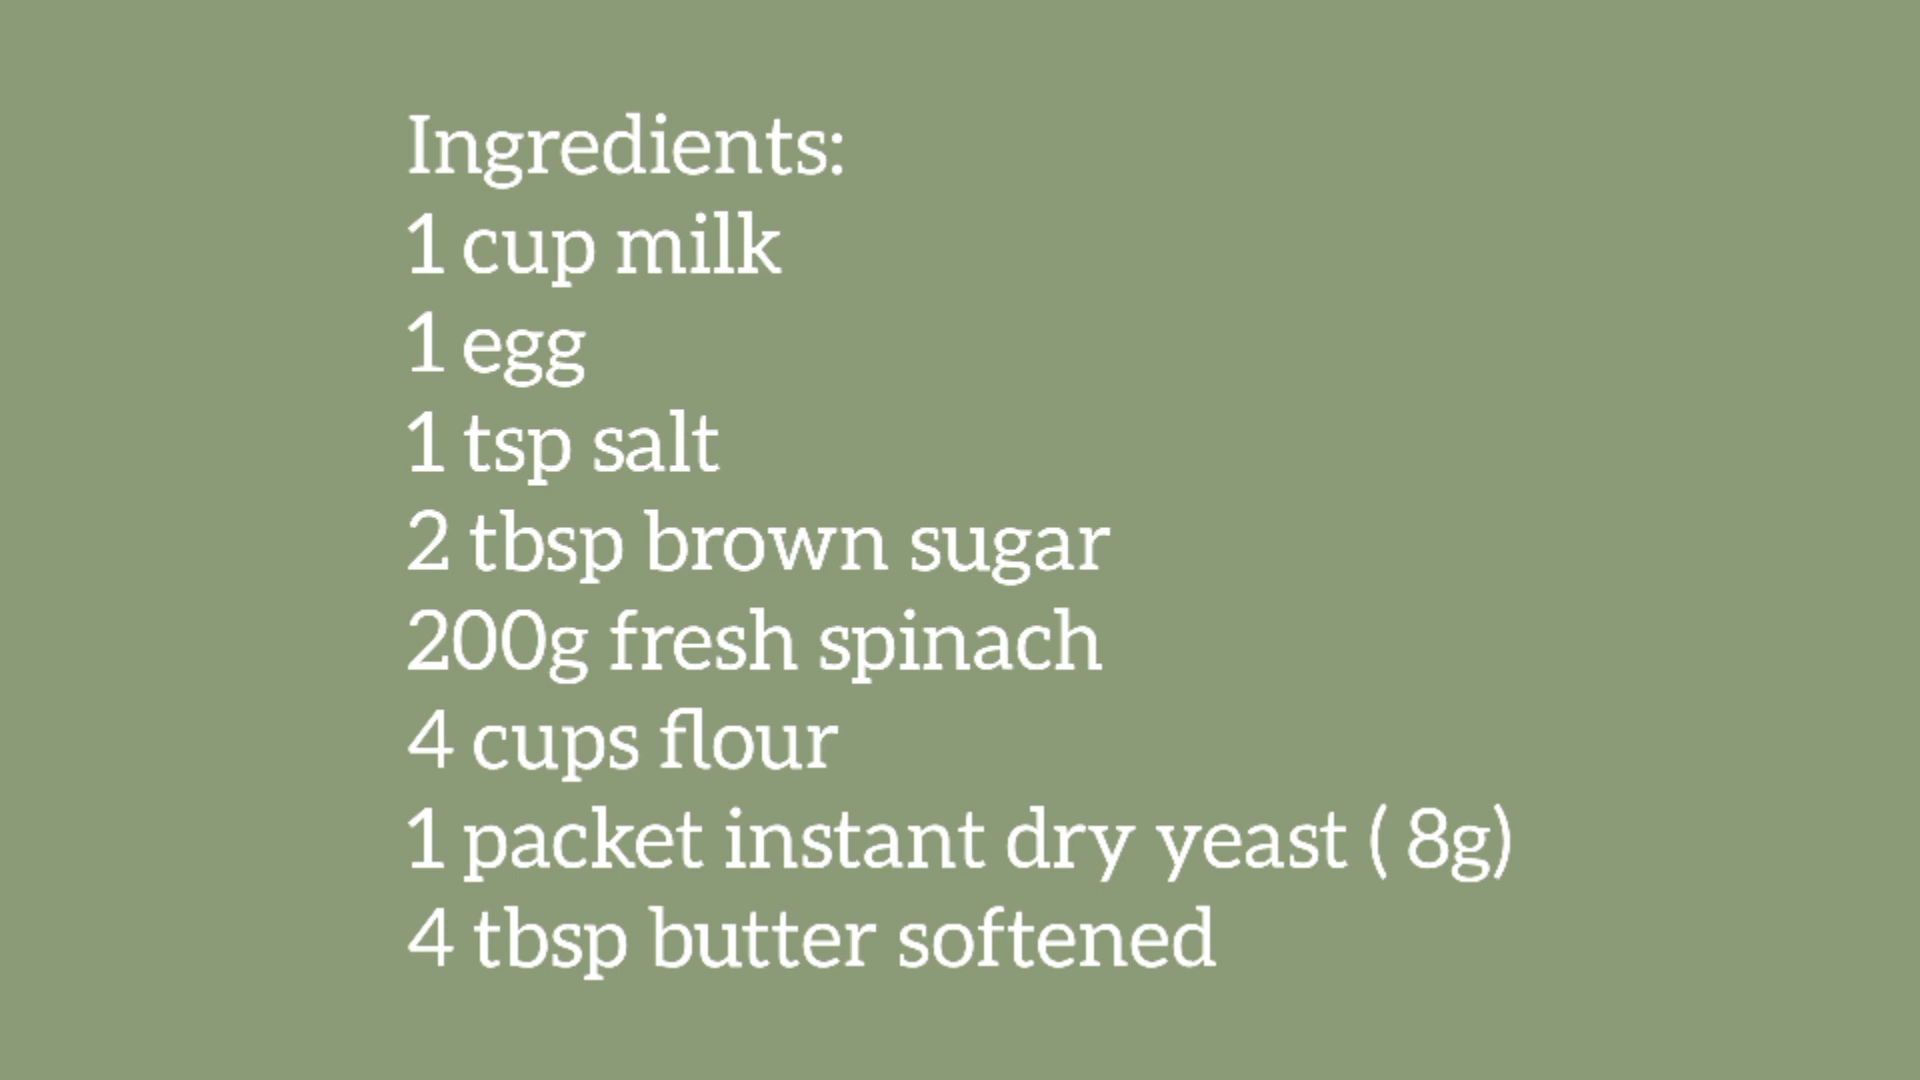 Ingredients:
1 cup milk
1 egg
1 tsp salt
2 tbsp brown sugar
200g fresh spinach
4 cups flour
1 packet instant dry yeast ( 8g)
4 tbsp butter softened